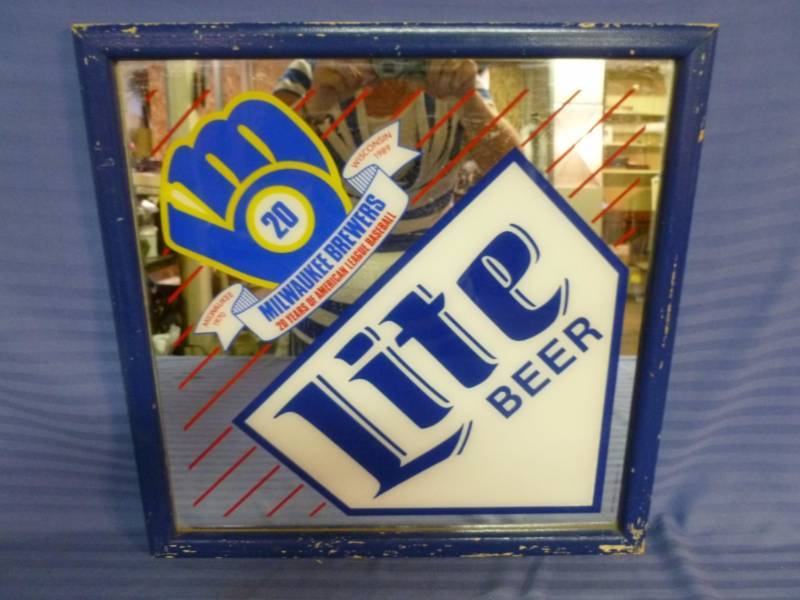 20
WISCONSIN
1989
MILWAUKEE BREWERS
20 YEARS OF AMERICAN LEAGUE BASEBALL
MILWAUKEE
1970
Lite
BEER